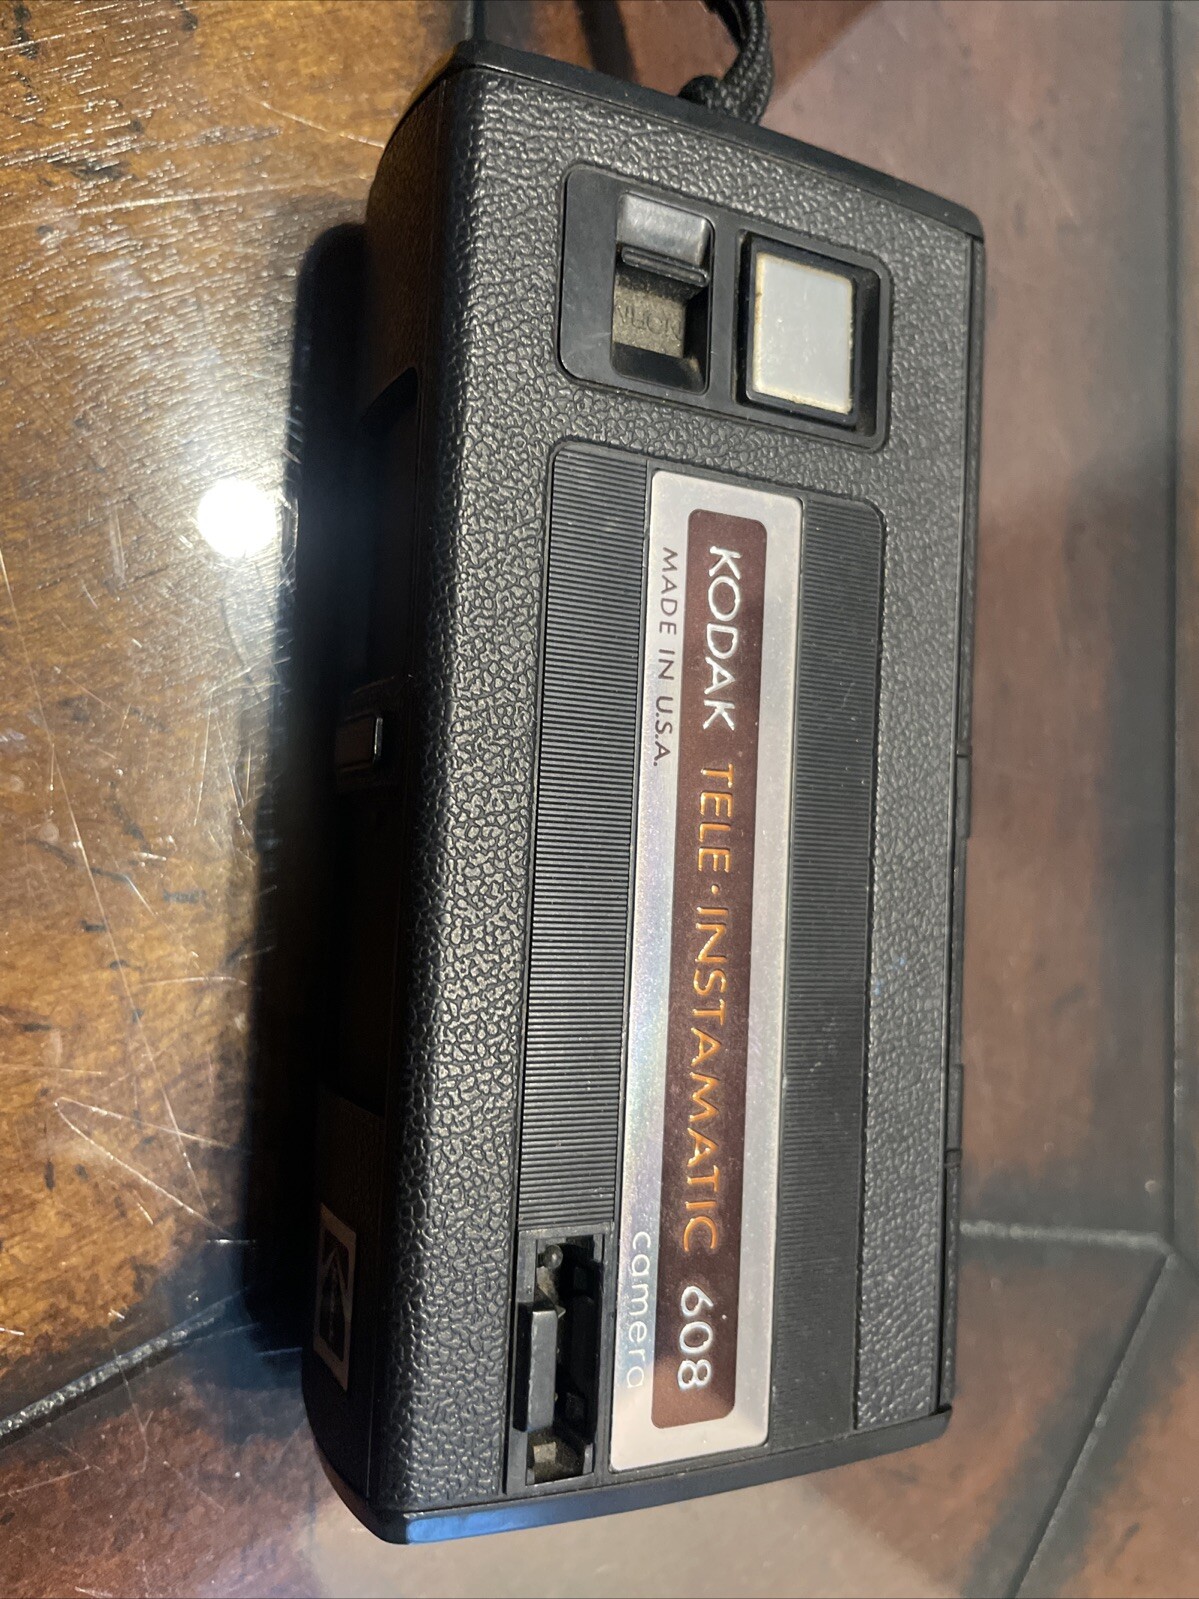 KODAK TELE·INSTAMATIC 608
MADE IN U.S.A.
camera